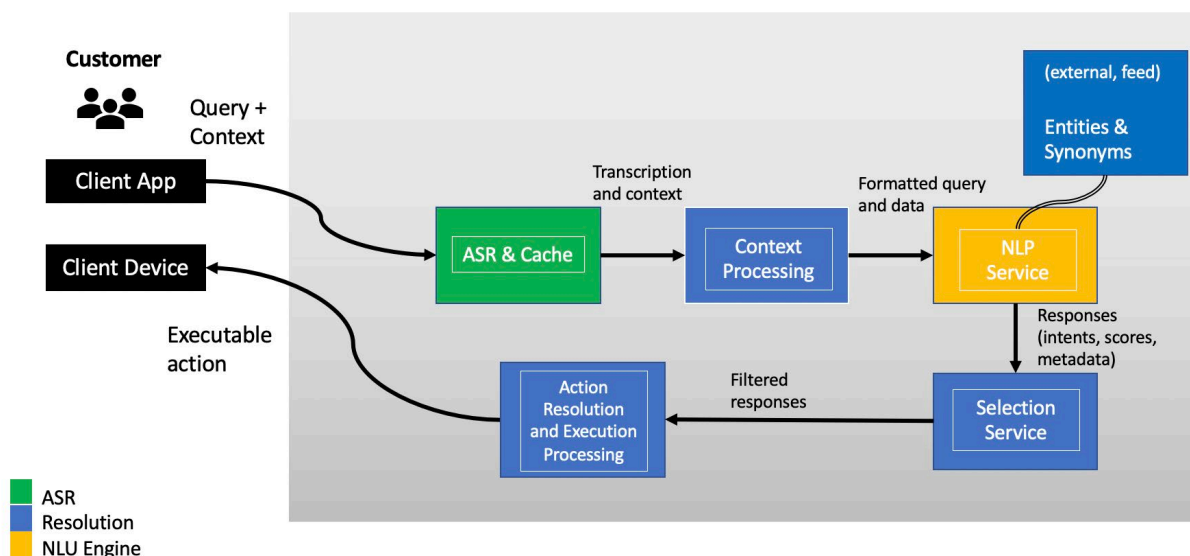 Customer
Query +
Context
Client App
Client Device
Executable
action
ASR & Cache
Transcription
and context
Context
Processing
Formatted query
and data
NLP
Service
(external, feed)
Entities &
Synonyms
Responses
(intents, scores,
metadata)
Selection
Service
Filtered
responses
Action
Resolution
and Execution
Processing
ASR
Resolution
NLU Engine